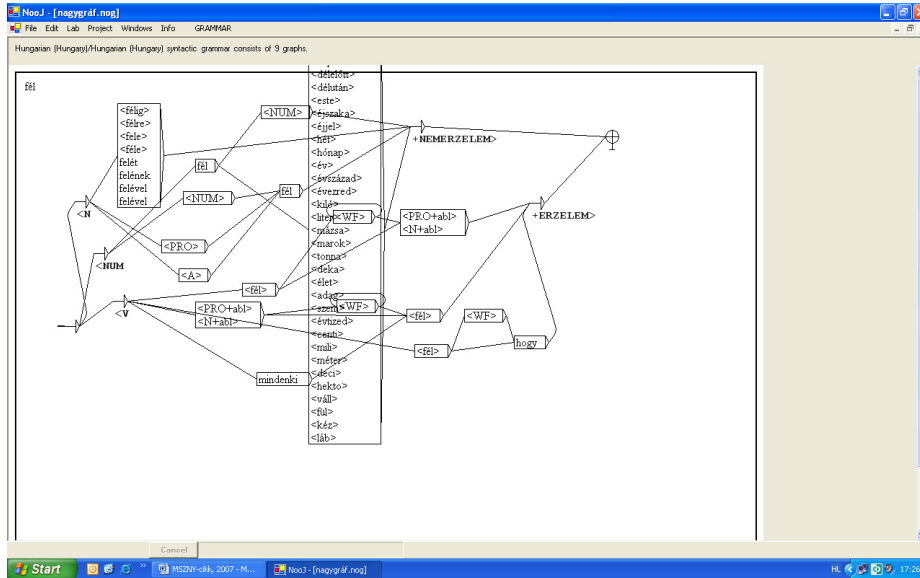 NooJ - [nagygráf.nog]
File Edit Lab Project Windows Info GRAMMAR
Hungarian (Hungary)/Hungarian (Hungary) syntactic grammar consists of 9 graphs.
fél
<félig>
<félre>
<fele>
<féle>
felét
felének
felével
felével
<N
<NUM
<V
<NUM>
fél
<NUM>
fél
<PRO>
<A>
<fél>
<PRO+abl>
<N+abl>
mindenki
<délelőtt>
<délután>
<este>
<éjszaka>
<éjjel>
<hét>
<hónap>
<év>
<évszázad>
<évezred>
<kiló>
<WF>
<mázsa>
<marok>
<tonna>
<deka>
<élet>
<adag>
<WF>
<évtized>
<centi>
<mili>
<méter>
<deci>
<hekto>
<váll>
<fül>
<kéz>
<láb>
+NEMERZELEM>
<PRO+abl>
<N+abl>
+ERZELEM>
<fél>
<WF>
<fél>
hogy
Cancel
Start
MSZNY-cikk, 2007 - M...
NooJ - [nagygráf.nog]
HL
17:26